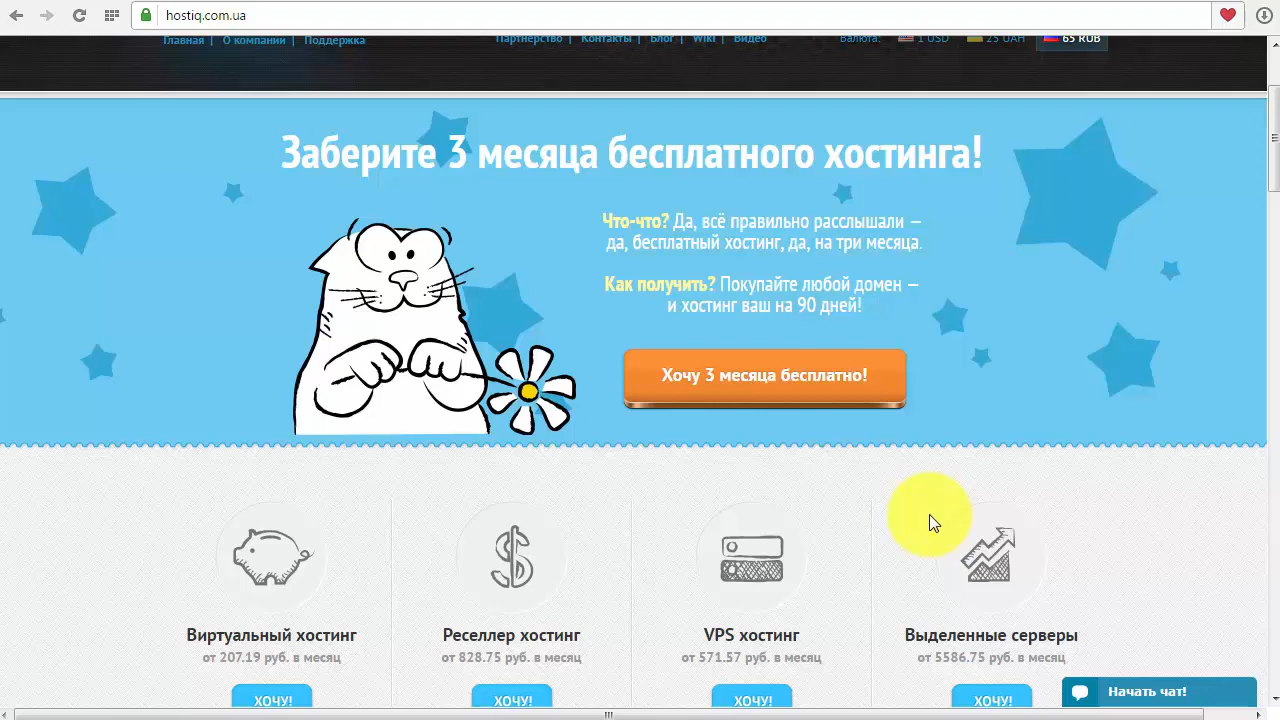 hostiq.com.ua
Главная | О компании | Поддержка
Партнерство | Контакты | Блог | Wiki | Видео
Валюта: 1 USD 25 UAH 65 RUB
Заберите 3 месяца бесплатного хостинга!
Что-что? Да, всё правильно расслышали —
да, бесплатный хостинг, да, на три месяца.
Как получить? Покупайте любой домен —
и хостинг ваш на 90 дней!
Хочу 3 месяца бесплатно!
Виртуальный хостинг
от 207.19 руб. в месяц
ХОЧУ!
Реселлер хостинг
от 828.75 руб. в месяц
ХОЧУ!
VPS хостинг
от 571.57 руб. в месяц
ХОЧУ!
Выделенные серверы
от 5586.75 руб. в месяц
ХОЧУ!
Начать чат!